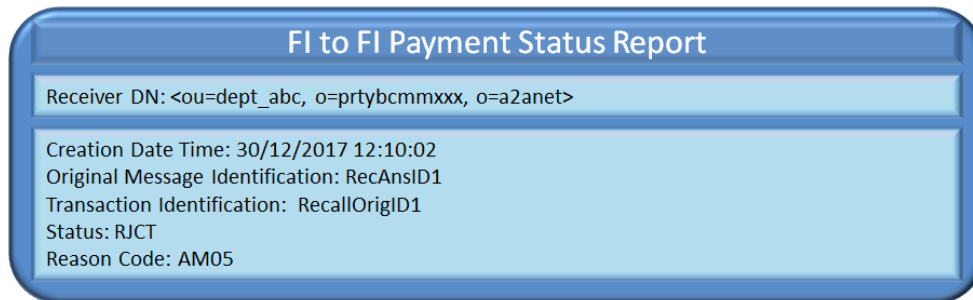 FI to FI Payment Status Report
Receiver DN: <ou=dept_abc, o=prtybcmmxxx, o=a2anet>
Creation Date Time: 30/12/2017 12:10:02
Original Message Identification: RecAnsID1
Transaction Identification:  RecallOrigID1
Status: RJCT
Reason Code: AM05